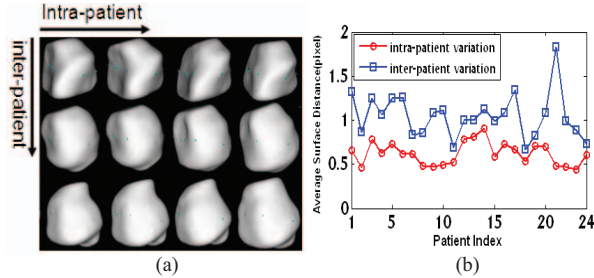 Intra-patient
inter-patient
(a)
Average Surface Distance(pixel)
2
1.5
1
0.5
0
intra-patient variation
inter-patient variation
1 5 10 15 20 24
Patient Index
(b)